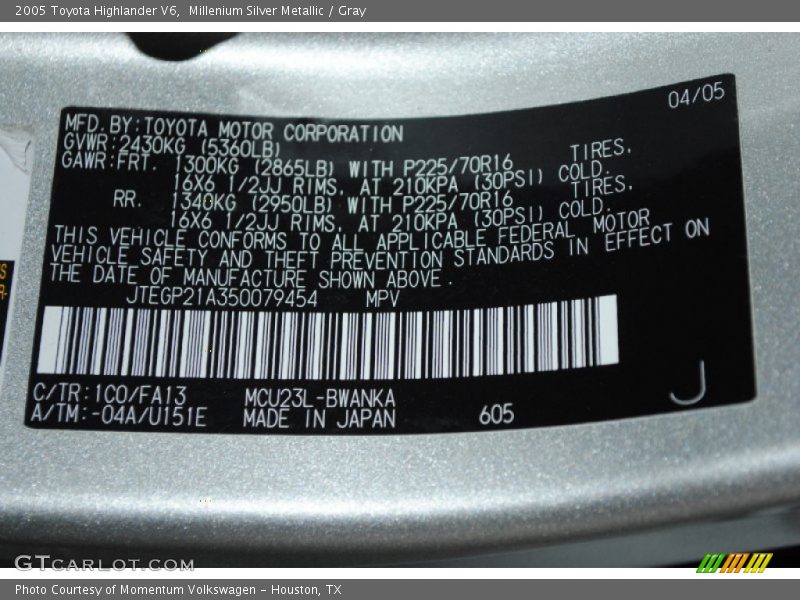 2005 Toyota Highlander V6,  Millenium Silver Metallic / Gray
04/05
MFD. BY: TOYOTA MOTOR CORPORATION
GVWR: 2430KG (5360LB)
GAWR: FRT. 1300KG (2865LB) WITH P225/70R16 TIRES.
16X6 1/2JJ RIMS, AT 210KPA (30PSI) COLD.
RR. 1340KG (2950LB) WITH P225/70R16 TIRES.
16X6 1/2JJ RIMS, AT 210KPA (30PSI) COLD.
THIS VEHICLE CONFORMS TO ALL APPLICABLE FEDERAL MOTOR
VEHICLE SAFETY AND THEFT PREVENTION STANDARDS IN EFFECT ON
THE DATE OF MANUFACTURE SHOWN ABOVE.
JTEGP21A350079454 MPV
C/TR: 1C0/FA13 MCU23L-BWANKA
A/TM: -04A/U151E MADE IN JAPAN 605
J
GTCARLOT.COM
Photo Courtesy of Momentum Volkswagen - Houston, TX